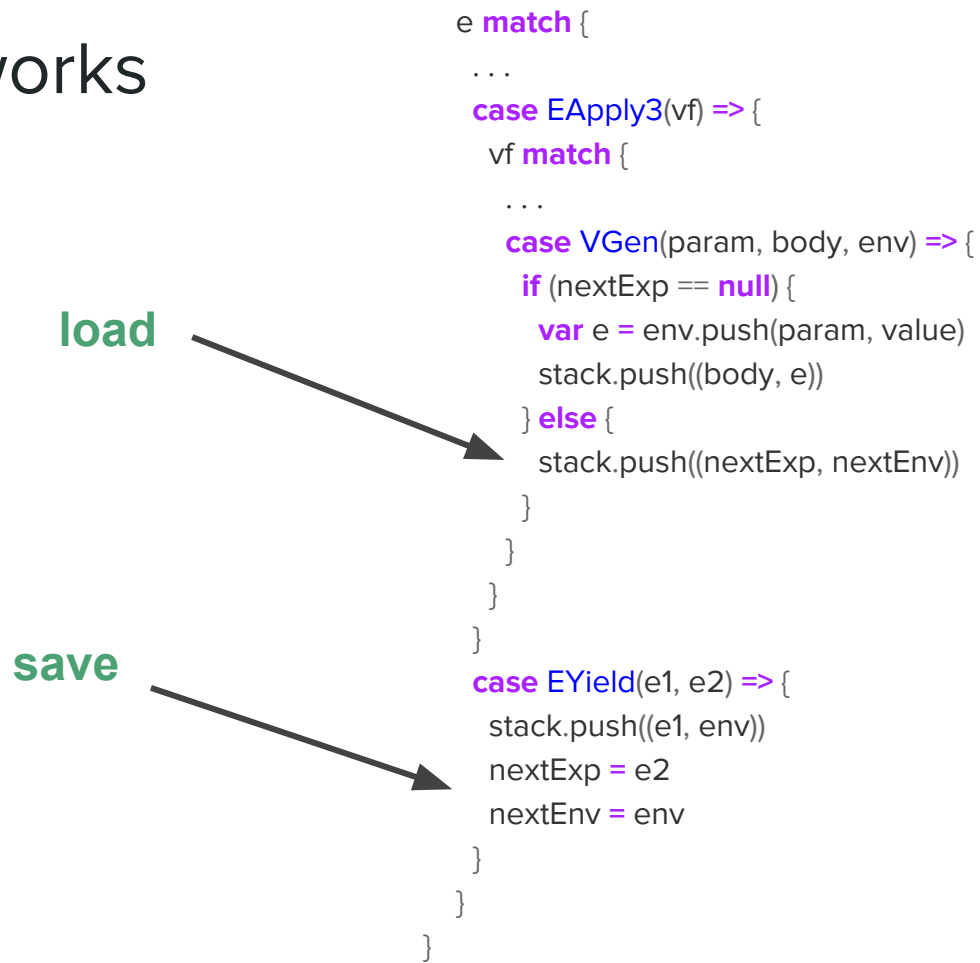 works
e match {
. . .
case EApply3(vf) => {
vf match {
. . .
case VGen(param, body, env) => {
if (nextExp == null) {
var e = env.push(param, value)
stack.push((body, e))
} else {
stack.push((nextExp, nextEnv))
}
}
}
}
case EYield(e1, e2) => {
stack.push((e1, env))
nextExp = e2
nextEnv = env
}
}
}
load
save